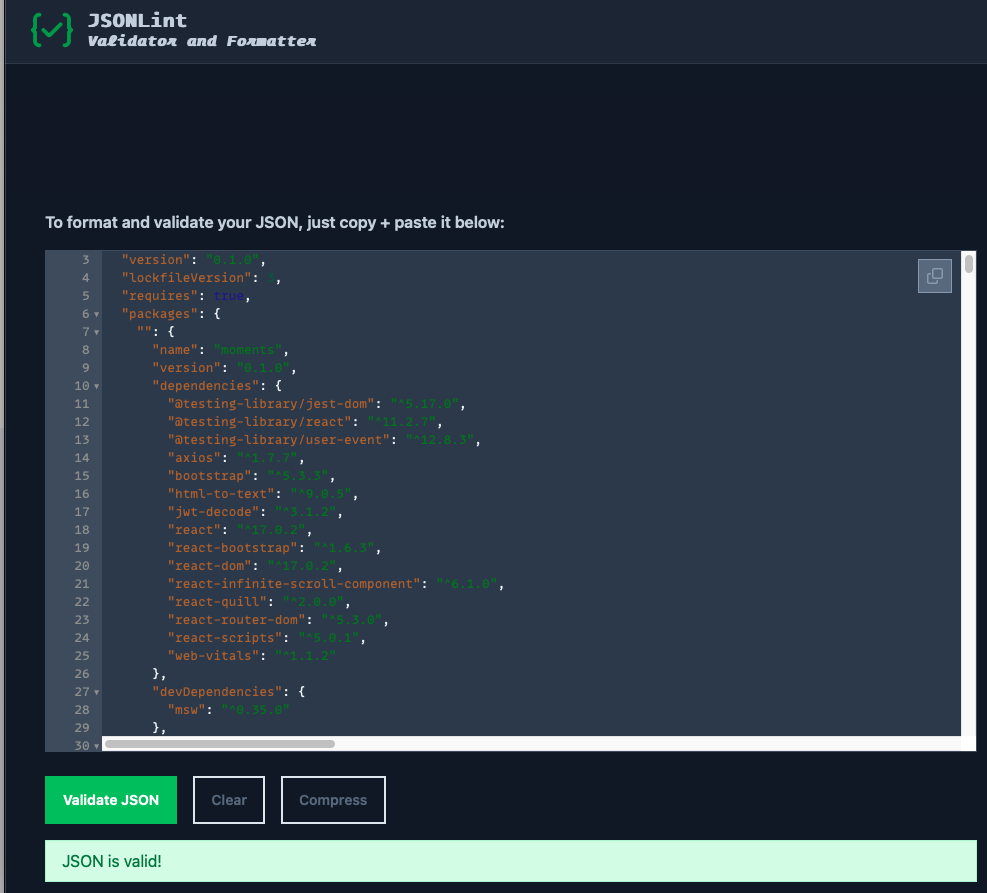 JSONLint
Validator and Formatter
To format and validate your JSON, just copy + paste it below:
3 "version": "0.1.0",
4 "lockfileVersion": ,
5 "requires": true,
6 "packages": {
7 "": {
8 "name": "moments",
9 "version": "0.1.0",
10 "dependencies": {
11 "@testing-library/jest-dom": "^5.17.0",
12 "@testing-library/react": "^11.2.7",
13 "@testing-library/user-event": "^12.8.3",
14 "axios": "^1.7.7",
15 "bootstrap": "^5.3.3",
16 "html-to-text": "^9.0.5",
17 "jwt-decode": "^3.1.2",
18 "react": "^17.0.2",
19 "react-bootstrap": "^1.6.3",
20 "react-dom": "^17.0.2",
21 "react-infinite-scroll-component": "^6.1.0",
22 "react-quill": "^2.0.0",
23 "react-router-dom": "^5.3.0",
24 "react-scripts": "^5.0.1",
25 "web-vitals": "^1.1.2"
26 },
27 "devDependencies": {
28 "msw": "^0.35.0"
29 },
30
Validate JSON Clear Compress
JSON is valid!